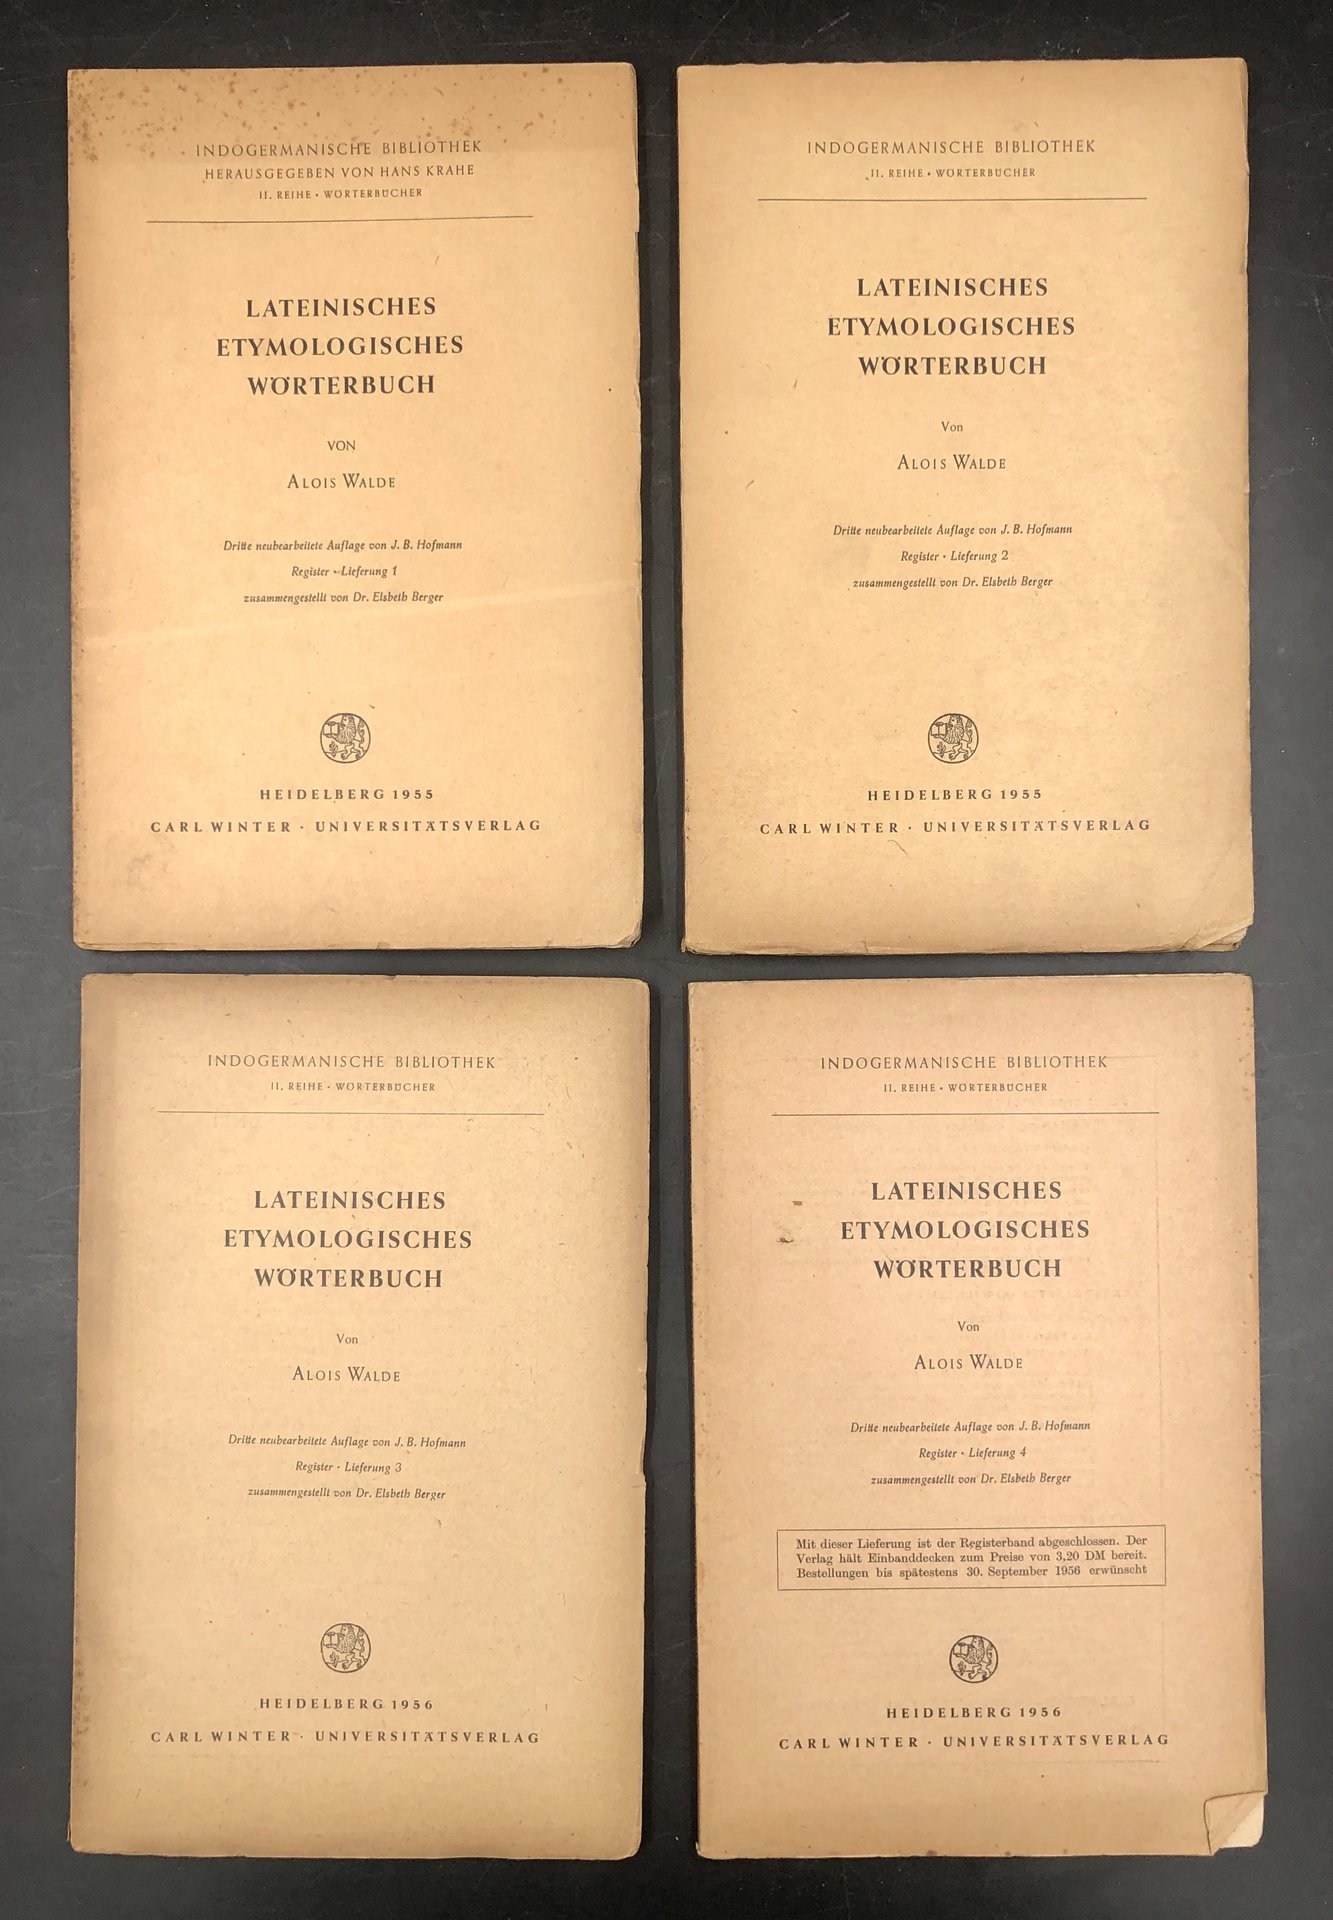 INDOGERMANISCHE BIBLIOTHEK
HERAUSGEGEBEN VON HANS KRAHE
II. REIHE • WÖRTERBÜCHER
LATEINISCHES
ETYMOLOGISCHES
WÖRTERBUCH
VON
ALOIS WALDE
Dritte neubearbeitete Auflage von J. B. Hofmann
Register • Lieferung 1
zusammengestellt von Dr. Elsbeth Berger
HEIDELBERG 1955
CARL WINTER · UNIVERSITÄTSVERLAG
INDOGERMANISCHE BIBLIOTHEK
II. REIHE • WÖRTERBÜCHER
LATEINISCHES
ETYMOLOGISCHES
WÖRTERBUCH
Von
ALOIS WALDE
Dritte neubearbeitete Auflage von J. B. Hofmann
Register • Lieferung 2
zusammengestellt von Dr. Elsbeth Berger
HEIDELBERG 1955
CARL WINTER · UNIVERSITÄTSVERLAG
INDOGERMANISCHE BIBLIOTHEK
II. REIHE • WÖRTERBÜCHER
LATEINISCHES
ETYMOLOGISCHES
WÖRTERBUCH
Von
ALOIS WALDE
Dritte neubearbeitete Auflage von J. B. Hofmann
Register • Lieferung 3
zusammengestellt von Dr. Elsbeth Berger
HEIDELBERG 1956
CARL WINTER · UNIVERSITÄTSVERLAG
INDOGERMANISCHE BIBLIOTHEK
II. REIHE • WÖRTERBÜCHER
LATEINISCHES
ETYMOLOGISCHES
WÖRTERBUCH
Von
ALOIS WALDE
Dritte neubearbeitete Auflage von J. B. Hofmann
Register • Lieferung 4
zusammengestellt von Dr. Elsbeth Berger
Mit dieser Lieferung ist der Registerband abgeschlossen. Der
Verlag hält Einbanddecken zum Preise von 3,20 DM bereit.
Bestellungen bis spätestens 30. September 1956 erwünscht
HEIDELBERG 1956
CARL WINTER · UNIVERSITÄTSVERLAG